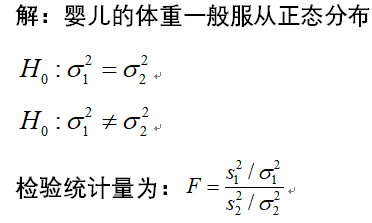 解：婴儿的体重一般服从正态分布
H₀ : σ₁² = σ₂² ↵
H₀ : σ₁² ≠ σ₂² ↵
检验统计量为：F = (s₁² / σ₁²) / (s₂² / σ₂²) ↵